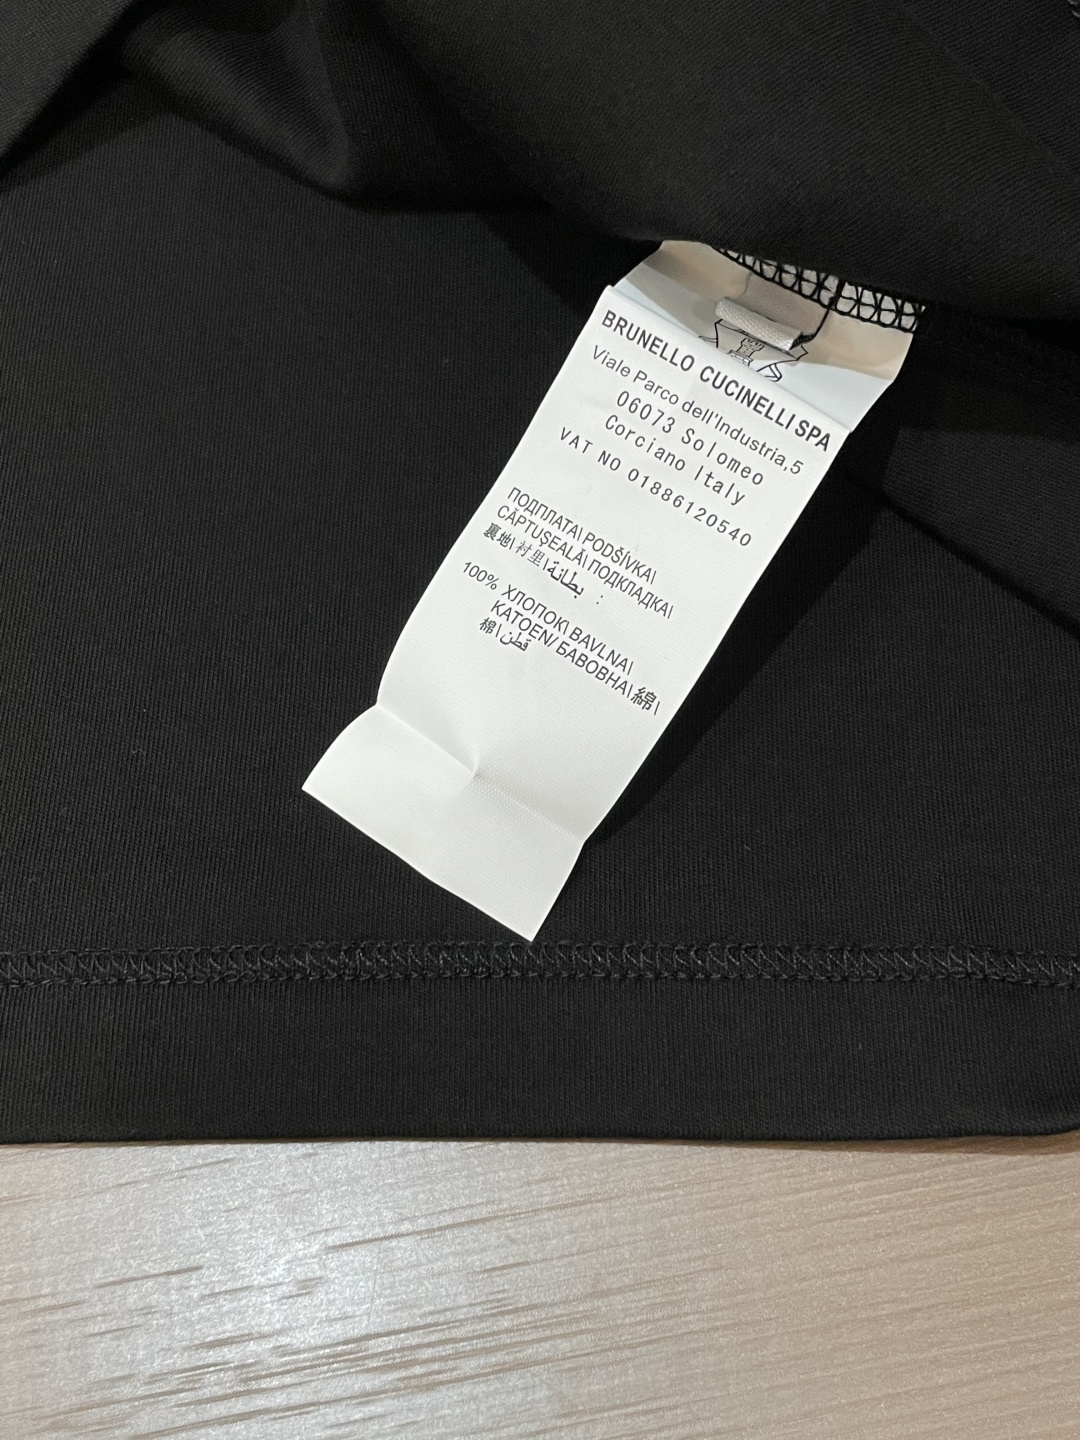 BRUNELLO CUCINELLI SPA
Viale Parco dell'Industria,5
06073 Solomeo
Corciano Italy
VAT NO 01886120540
ПОДПЛАТА\ PODŠÍVKA\
CĂPTUŞEALĂ\ ПОДКЛАДКА\
裏地\ 衬里\ بطانة :
100% ХЛОПОК\ BAVLNA\
KATOEN/ БАВОВНА\ 綿\
棉\ قطن